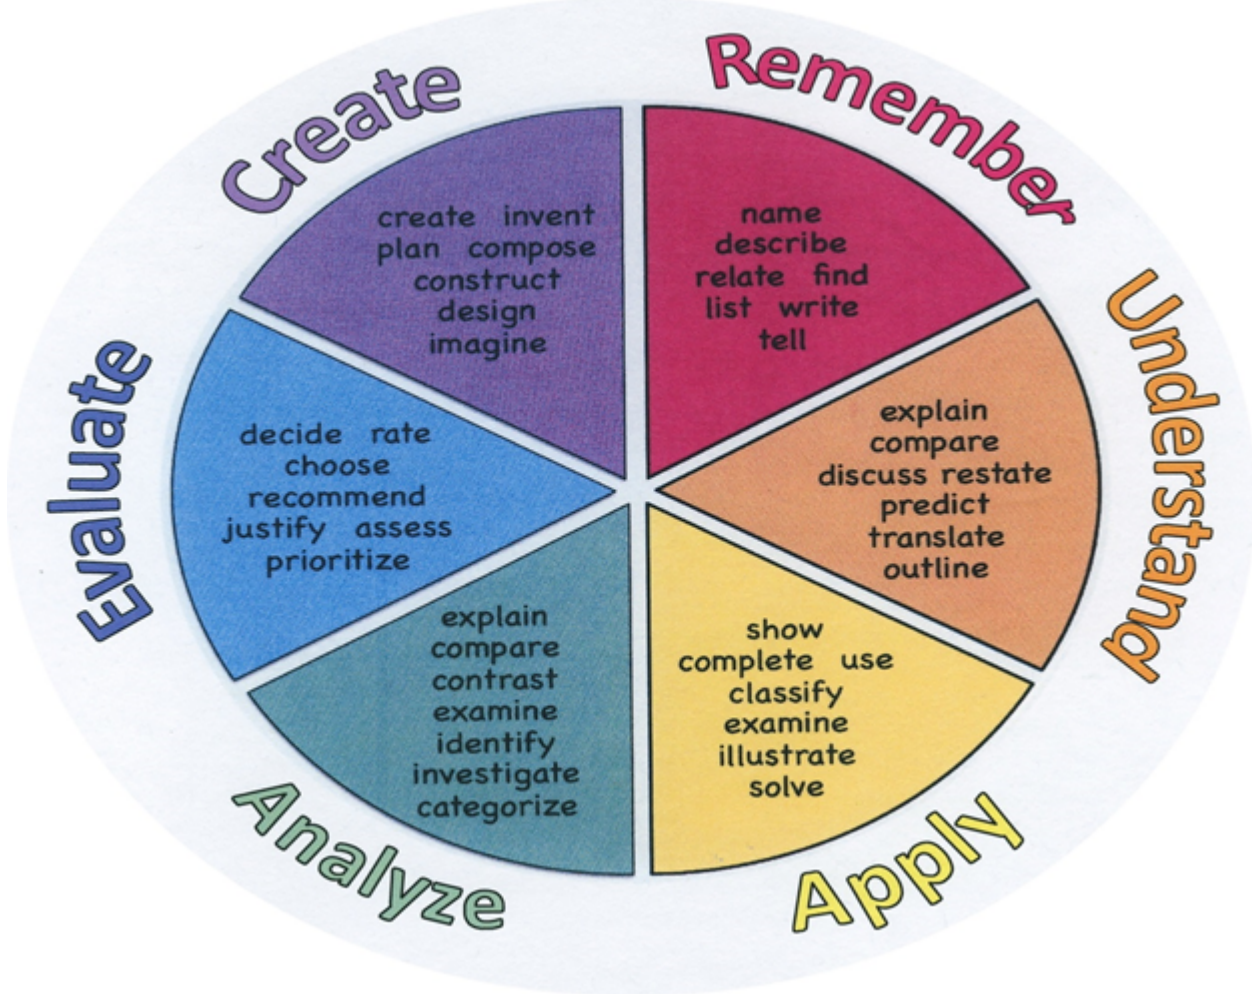 Create
create invent
plan compose
construct
design
imagine
Remember
name
describe
relate find
list write
tell
Understand
explain
compare
discuss restate
predict
translate
outline
Apply
show
complete use
classify
examine
illustrate
solve
Analyze
explain
compare
contrast
examine
identify
investigate
categorize
Evaluate
decide rate
choose
recommend
justify assess
prioritize